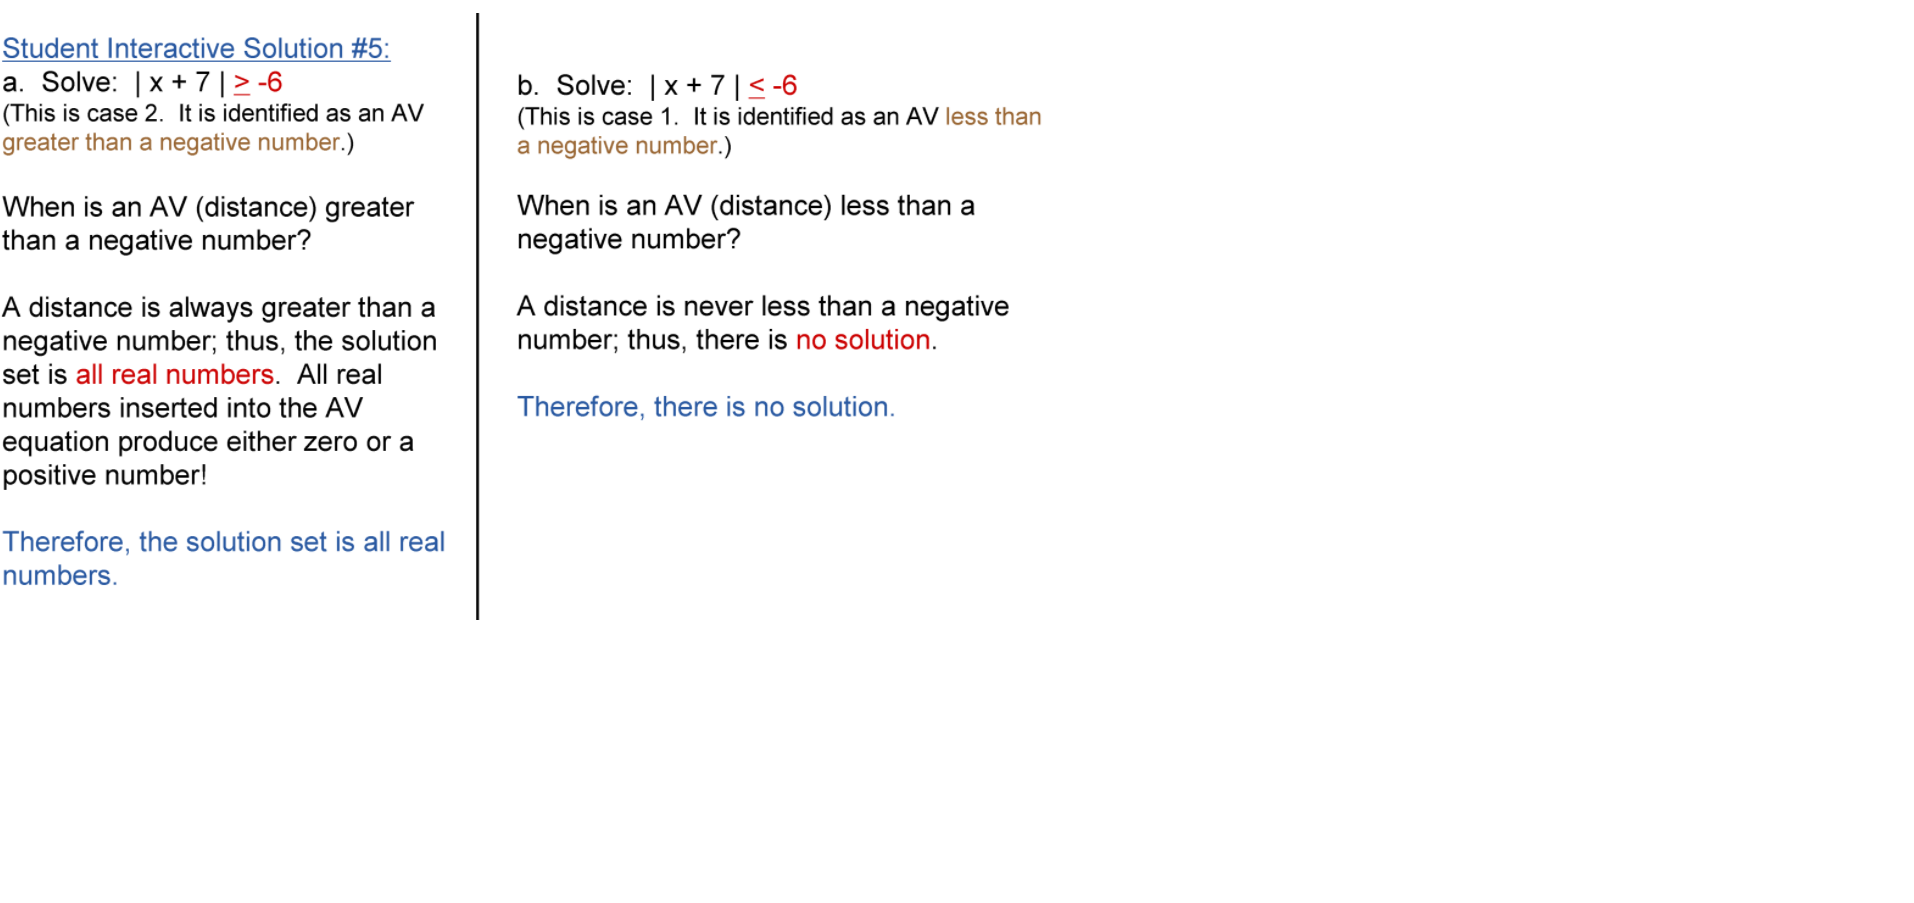 Student Interactive Solution #5:
a.  Solve:  | x + 7 | ≥ -6
(This is case 2.  It is identified as an AV
greater than a negative number.)
When is an AV (distance) greater
than a negative number?
A distance is always greater than a
negative number; thus, the solution
set is all real numbers.  All real
numbers inserted into the AV
equation produce either zero or a
positive number!
Therefore, the solution set is all real
numbers.
b.  Solve:  | x + 7 | ≤ -6
(This is case 1.  It is identified as an AV less than
a negative number.)
When is an AV (distance) less than a
negative number?
A distance is never less than a negative
number; thus, there is no solution.
Therefore, there is no solution.